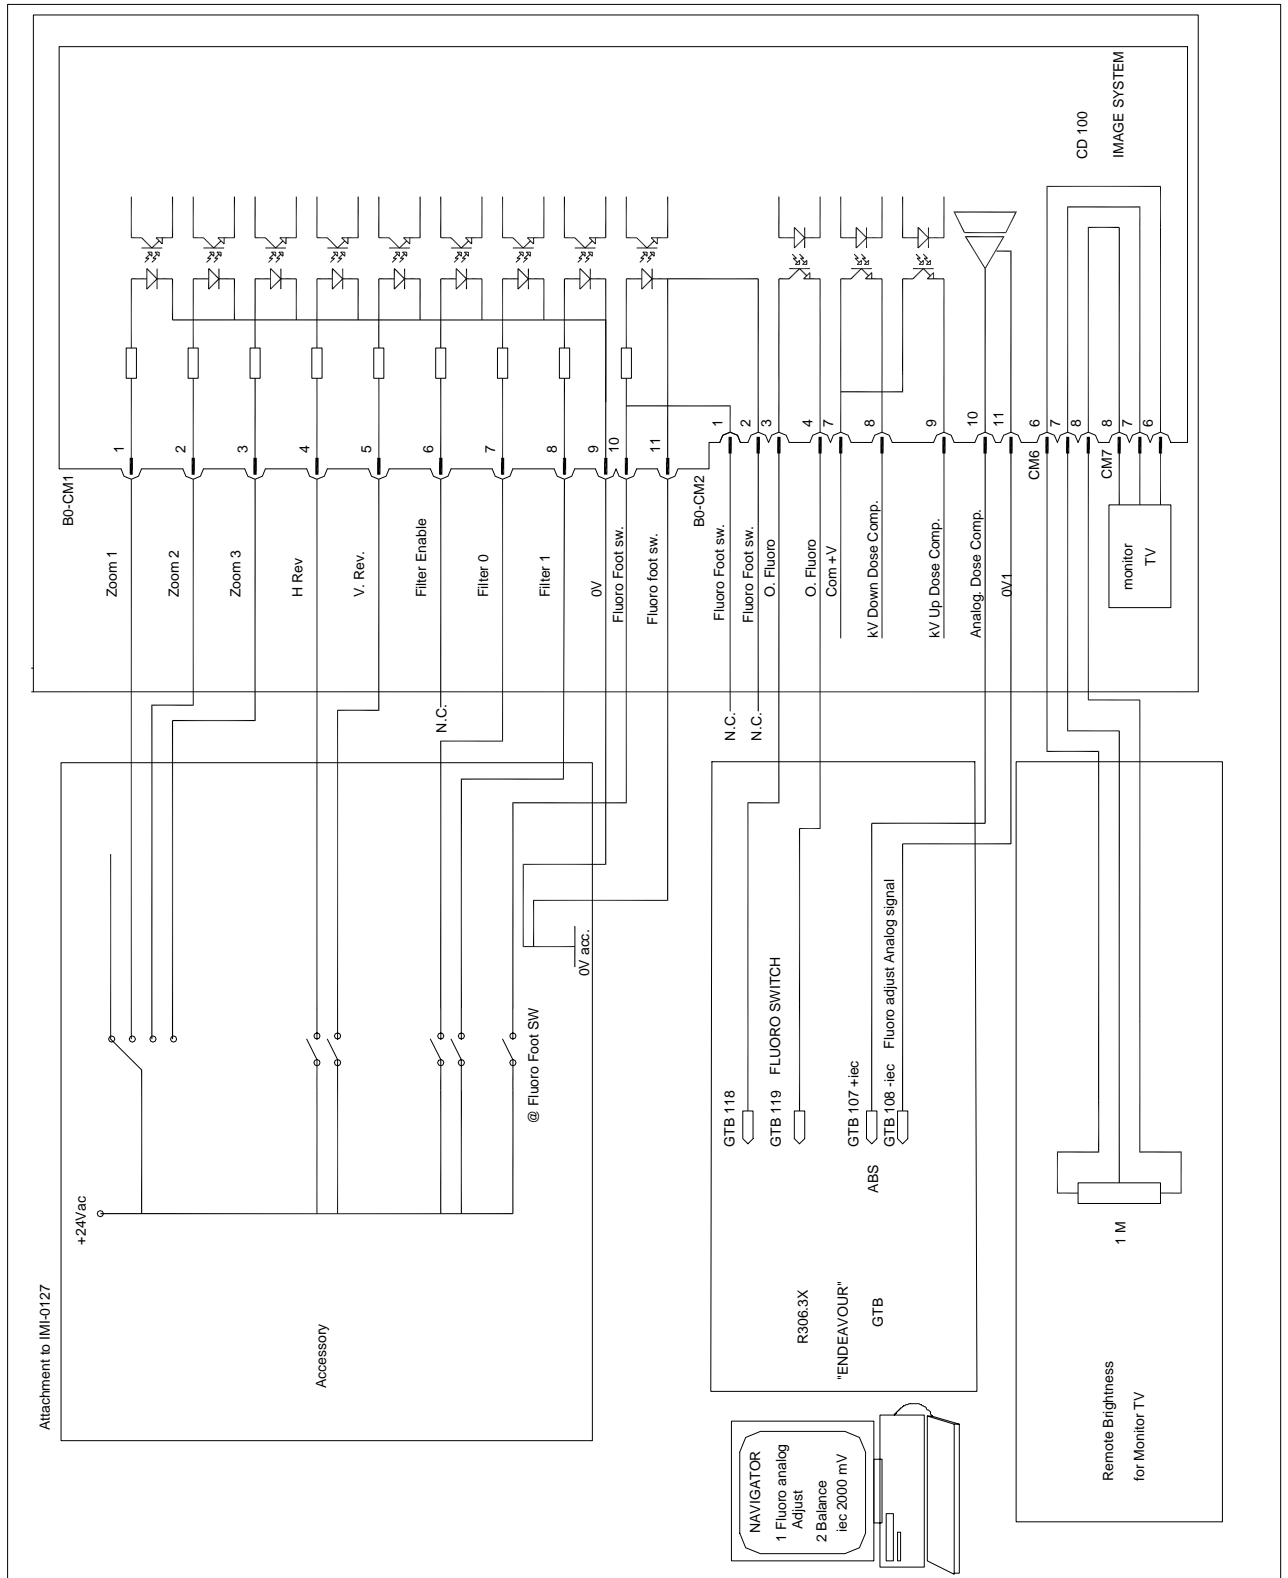 Attachment to IMI-0127
+24Vac
Accessory
@ Fluoro Foot SW
0V acc.
B0-CM1
1
2
3
4
5
6
7
8
9
10
11
Zoom 1
Zoom 2
Zoom 3
H Rev
V. Rev.
Filter Enable
Filter 0
Filter 1
0V
Fluoro Foot sw.
Fluoro foot sw.
N.C.
B0-CM2
1
2
3
4
7
8
9
10
11
Fluoro Foot sw.
Fluoro Foot sw.
O. Fluoro
O. Fluoro
Com +V
kV Down Dose Comp.
kV Up Dose Comp.
Analog. Dose Comp.
0V1
N.C.
N.C.
CM6
6
7
8
CM7
8
7
6
monitor
TV
CD 100
IMAGE SYSTEM
GTB 118
GTB 119 FLUORO SWITCH
GTB 107 +iec
GTB 108 -iec Fluoro adjust Analog signal
ABS
R306.3X
"ENDEAVOUR"
GTB
1 M
Remote Brightness
for Monitor TV
NAVIGATOR
1 Fluoro analog
Adjust
2 Balance
iec 2000 mV